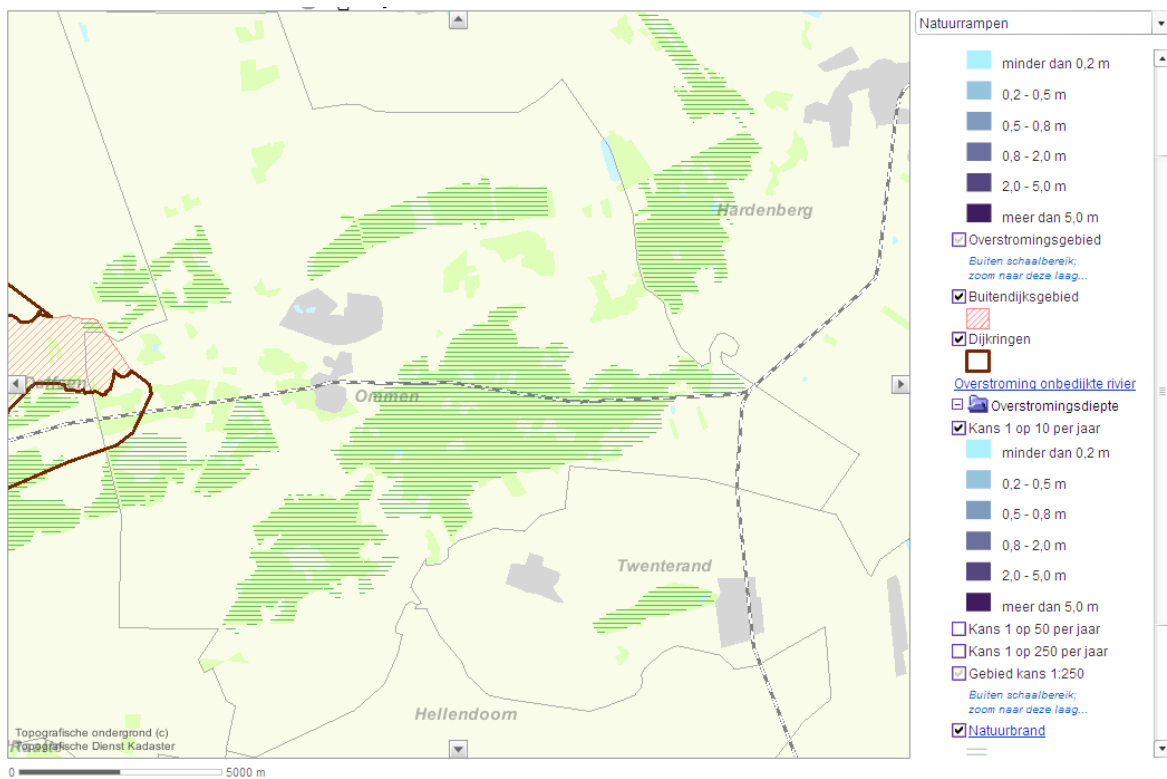 Hardenberg
Dalfsen
Ommen
Twenterand
Hellendoorn
Raalte
Topografische ondergrond (c)
Topografische Dienst Kadaster
0 5000 m
Natuurrampen
minder dan 0,2 m
0,2 - 0,5 m
0,5 - 0,8 m
0,8 - 2,0 m
2,0 - 5,0 m
meer dan 5,0 m
Overstromingsgebied
Buiten schaalbereik;
zoom naar deze laag...
Buitendijksgebied
Dijkringen
Overstroming onbedijkte rivier
Overstromingsdiepte
Kans 1 op 10 per jaar
minder dan 0,2 m
0,2 - 0,5 m
0,5 - 0,8 m
0,8 - 2,0 m
2,0 - 5,0 m
meer dan 5,0 m
Kans 1 op 50 per jaar
Kans 1 op 250 per jaar
Gebied kans 1:250
Buiten schaalbereik;
zoom naar deze laag...
Natuurbrand